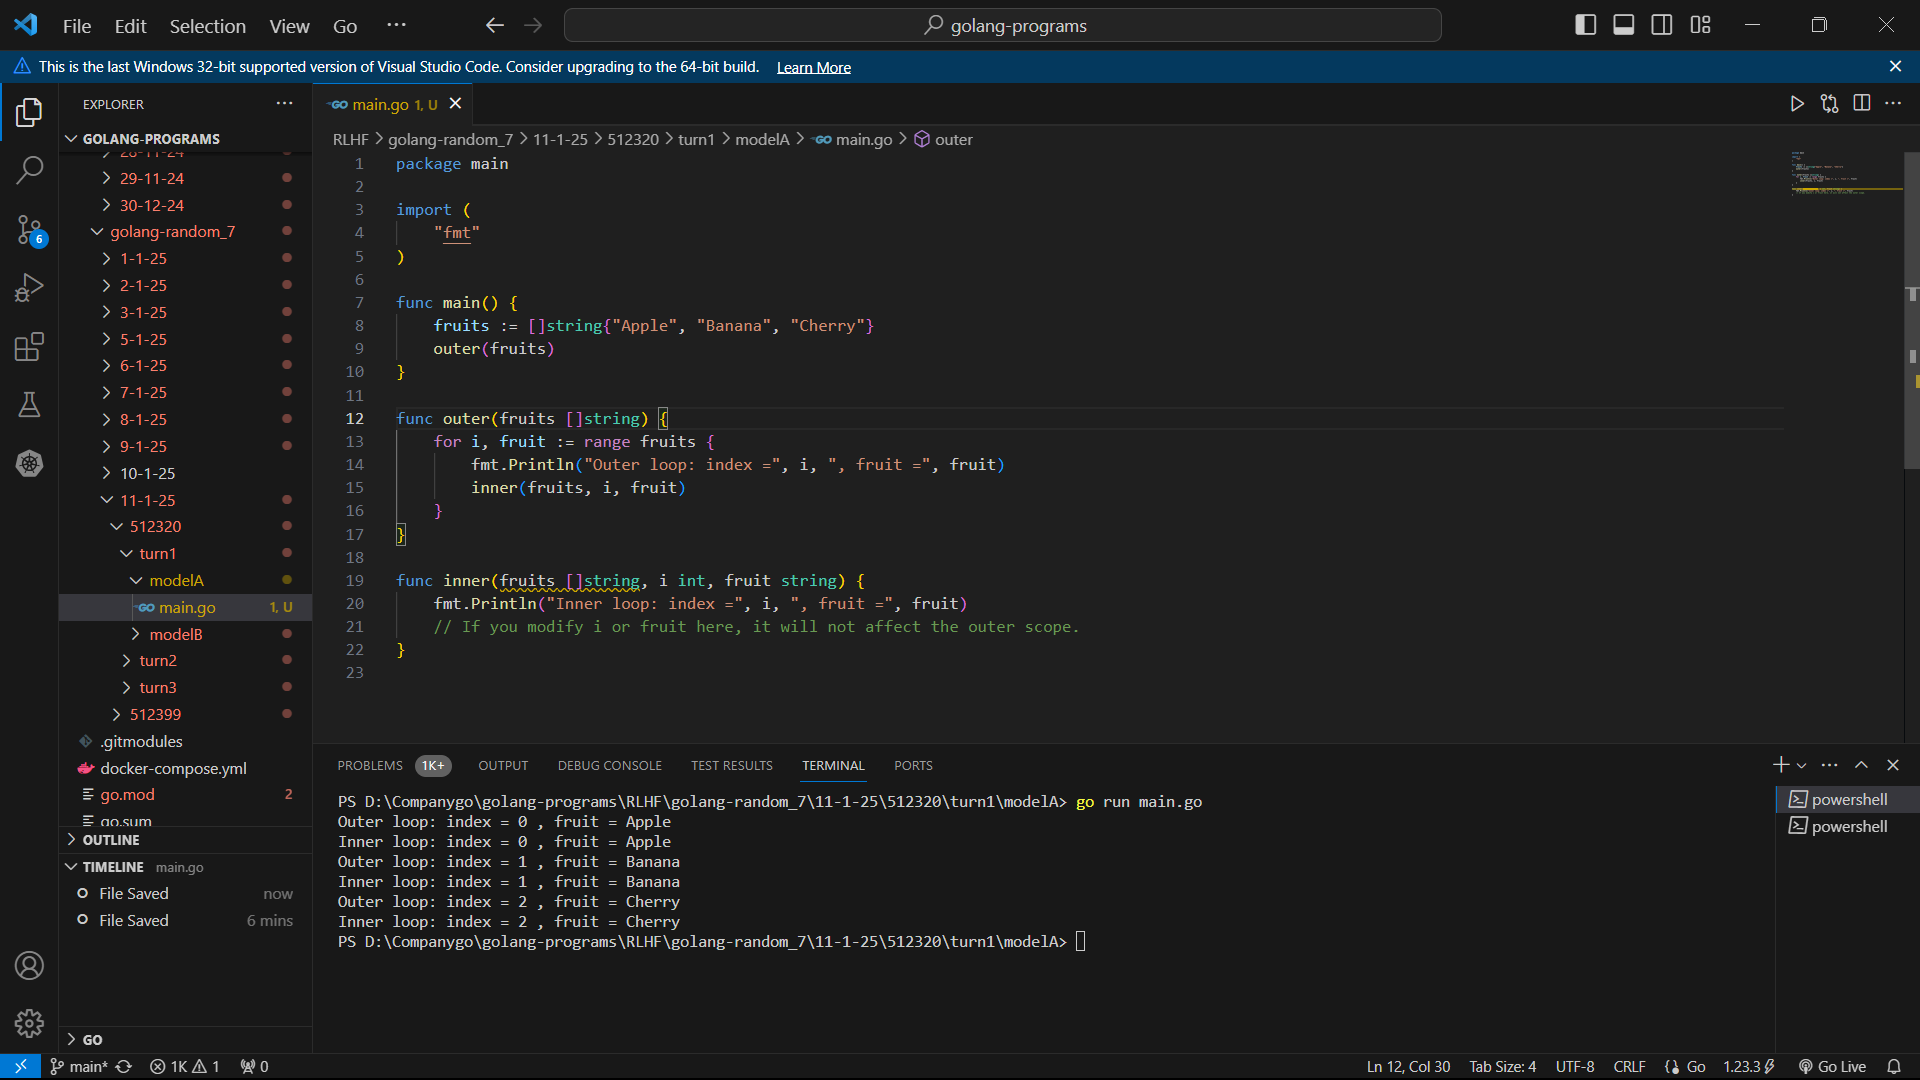 File Edit Selection View Go ···
golang-programs
This is the last Windows 32-bit supported version of Visual Studio Code. Consider upgrading to the 64-bit build. Learn More
EXPLORER
GOLANG-PROGRAMS
28-11-24
29-11-24
30-12-24
golang-random_7
1-1-25
2-1-25
3-1-25
5-1-25
6-1-25
7-1-25
8-1-25
9-1-25
10-1-25
11-1-25
512320
turn1
modelA
main.go 1, U
modelB
turn2
turn3
512399
.gitmodules
docker-compose.yml
go.mod 2
go.sum
OUTLINE
TIMELINE main.go
File Saved now
File Saved 6 mins
GO
6
main.go 1, U
RLHF > golang-random_7 > 11-1-25 > 512320 > turn1 > modelA > main.go > outer
1 package main
2
3 import (
4 "fmt"
5 )
6
7 func main() {
8 fruits := []string{"Apple", "Banana", "Cherry"}
9 outer(fruits)
10 }
11
12 func outer(fruits []string) {
13 for i, fruit := range fruits {
14 fmt.Println("Outer loop: index =", i, ", fruit =", fruit)
15 inner(fruits, i, fruit)
16 }
17 }
18
19 func inner(fruits []string, i int, fruit string) {
20 fmt.Println("Inner loop: index =", i, ", fruit =", fruit)
21 // If you modify i or fruit here, it will not affect the outer scope.
22 }
23
PROBLEMS 1K+ OUTPUT DEBUG CONSOLE TEST RESULTS TERMINAL PORTS
PS D:\Companygo\golang-programs\RLHF\golang-random_7\11-1-25\512320\turn1\modelA> go run main.go
Outer loop: index = 0 , fruit = Apple
Inner loop: index = 0 , fruit = Apple
Outer loop: index = 1 , fruit = Banana
Inner loop: index = 1 , fruit = Banana
Outer loop: index = 2 , fruit = Cherry
Inner loop: index = 2 , fruit = Cherry
PS D:\Companygo\golang-programs\RLHF\golang-random_7\11-1-25\512320\turn1\modelA>
powershell
powershell
main* 1K 1 0
Ln 12, Col 30 Tab Size: 4 UTF-8 CRLF Go 1.23.3 Go Live